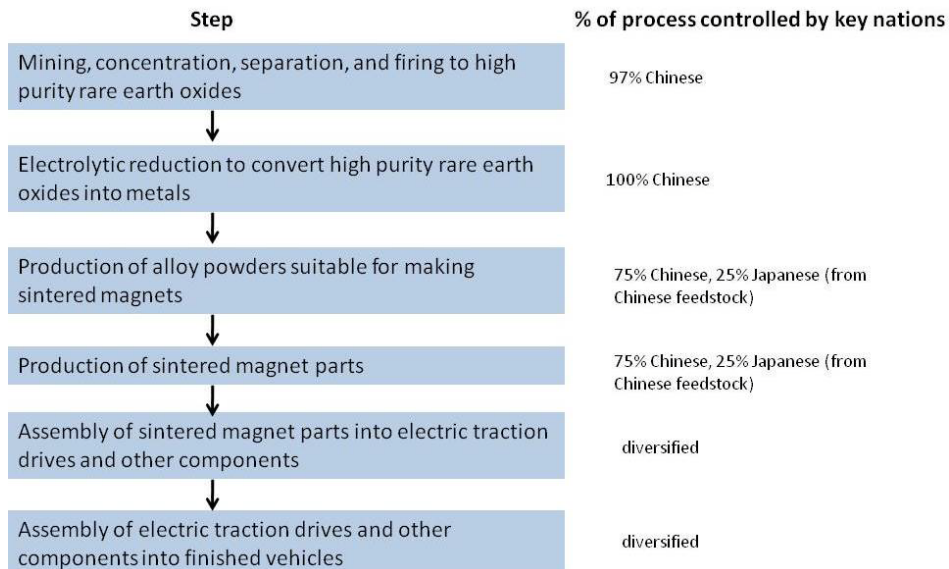 Step
% of process controlled by key nations
Mining, concentration, separation, and firing to high
purity rare earth oxides
97% Chinese
Electrolytic reduction to convert high purity rare earth
oxides into metals
100% Chinese
Production of alloy powders suitable for making
sintered magnets
75% Chinese, 25% Japanese (from
Chinese feedstock)
Production of sintered magnet parts
75% Chinese, 25% Japanese (from
Chinese feedstock)
Assembly of sintered magnet parts into electric traction
drives and other components
diversified
Assembly of electric traction drives and other
components into finished vehicles
diversified